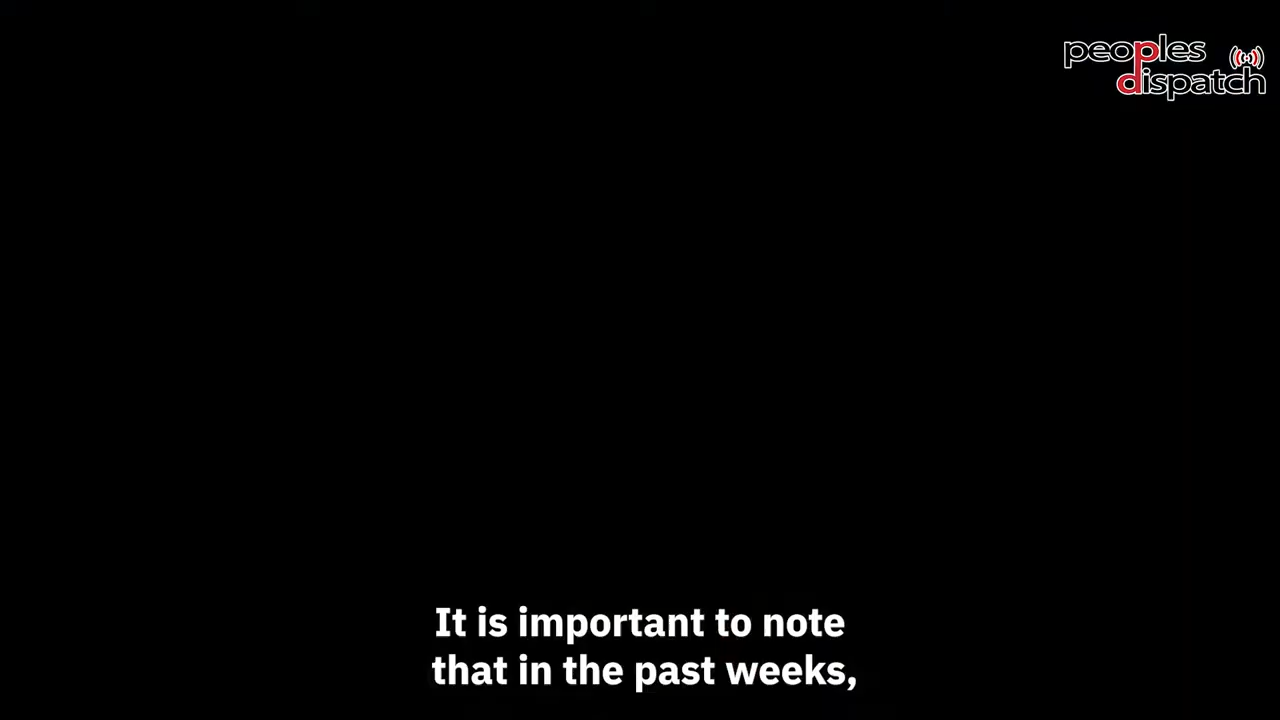 peoples
dispatch
It is important to note
that in the past weeks,